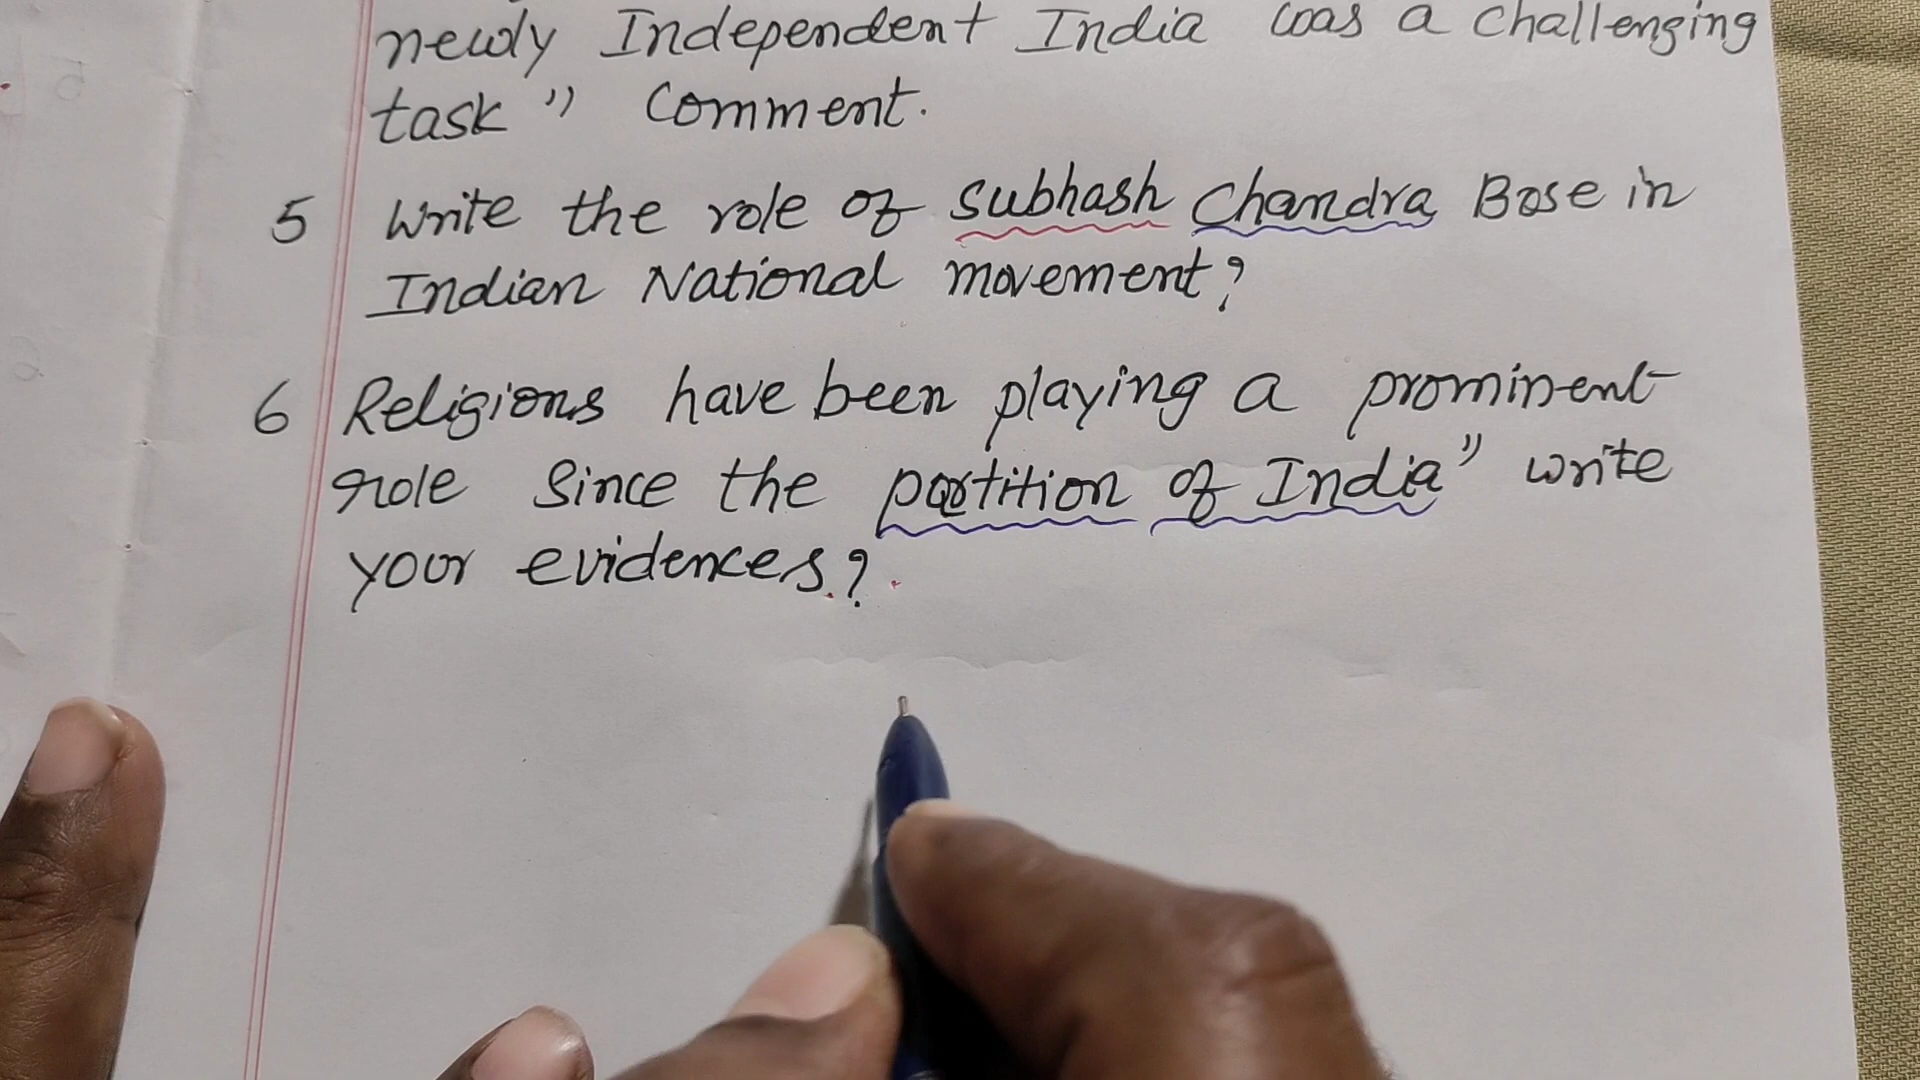 newly Independent India was a challenging
task" Comment.
5 Write the role of Subhash Chandra Bose in
Indian National movement?
6 Religions have been playing a prominent
role since the partition of India" write
your evidences.?